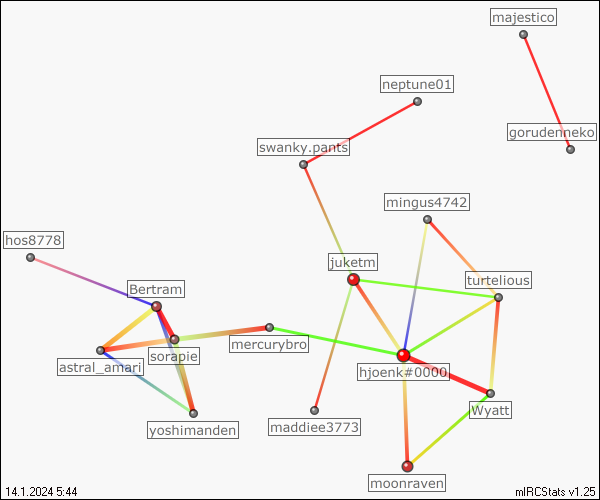 majestico
neptune01
gorudenneko
swanky.pants
mingus4742
hos8778
juketm
turtelious
Bertram
mercurybro
sorapie
astral_amari
hjoenk#0000
Wyatt
maddiee3773
yoshimanden
moonraven
14.1.2024 5:44
mIRCStats v1.25